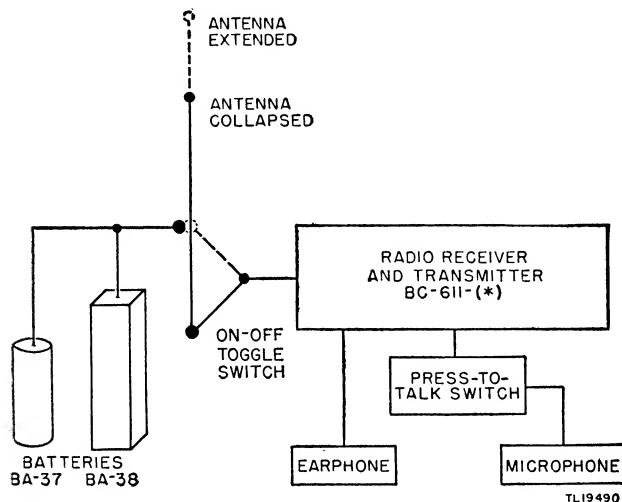 ANTENNA
EXTENDED
ANTENNA
COLLAPSED
RADIO RECEIVER
AND TRANSMITTER
BC-611-(*)
ON-OFF
TOGGLE
SWITCH
PRESS-TO-
TALK SWITCH
BATTERIES
BA-37 BA-38
EARPHONE
MICROPHONE
TL19490